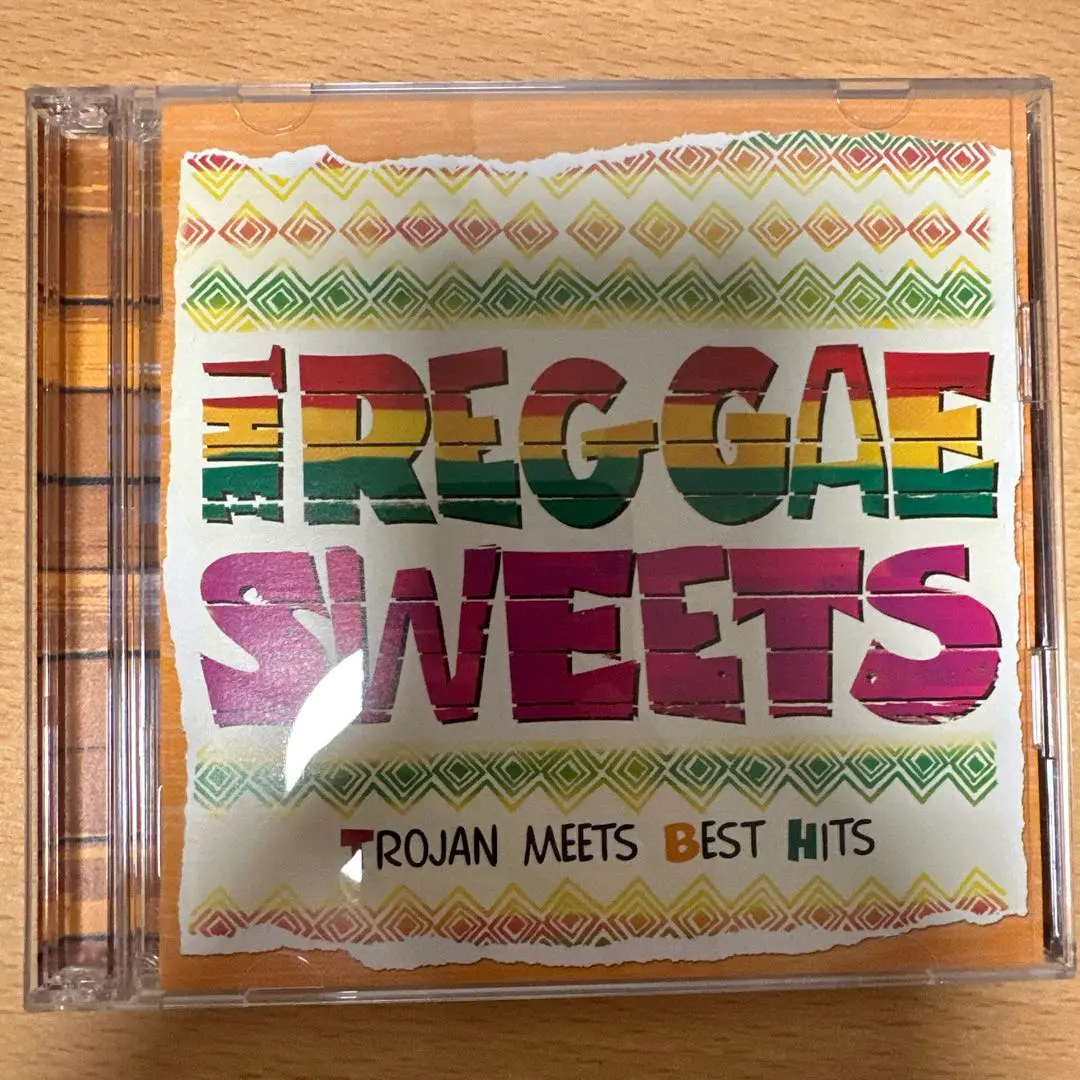 THE REGGAE
SWEETS
TROJAN MEETS BEST HITS